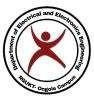 Department of Electrical and Electronics Engineering
RGUKT, Ongole Campus